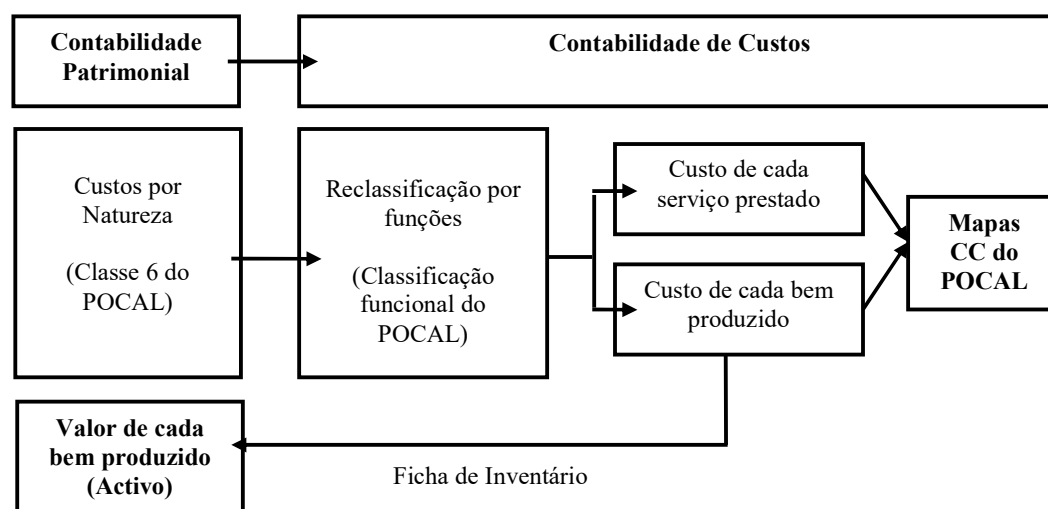 Contabilidade
Patrimonial
Contabilidade de Custos
Custos por
Natureza
(Classe 6 do
POCAL)
Reclassificação por
funções
(Classificação
funcional do
POCAL)
Custo de cada
serviço prestado
Custo de cada bem
produzido
Mapas
CC do
POCAL
Valor de cada
bem produzido
(Activo)
Ficha de Inventário